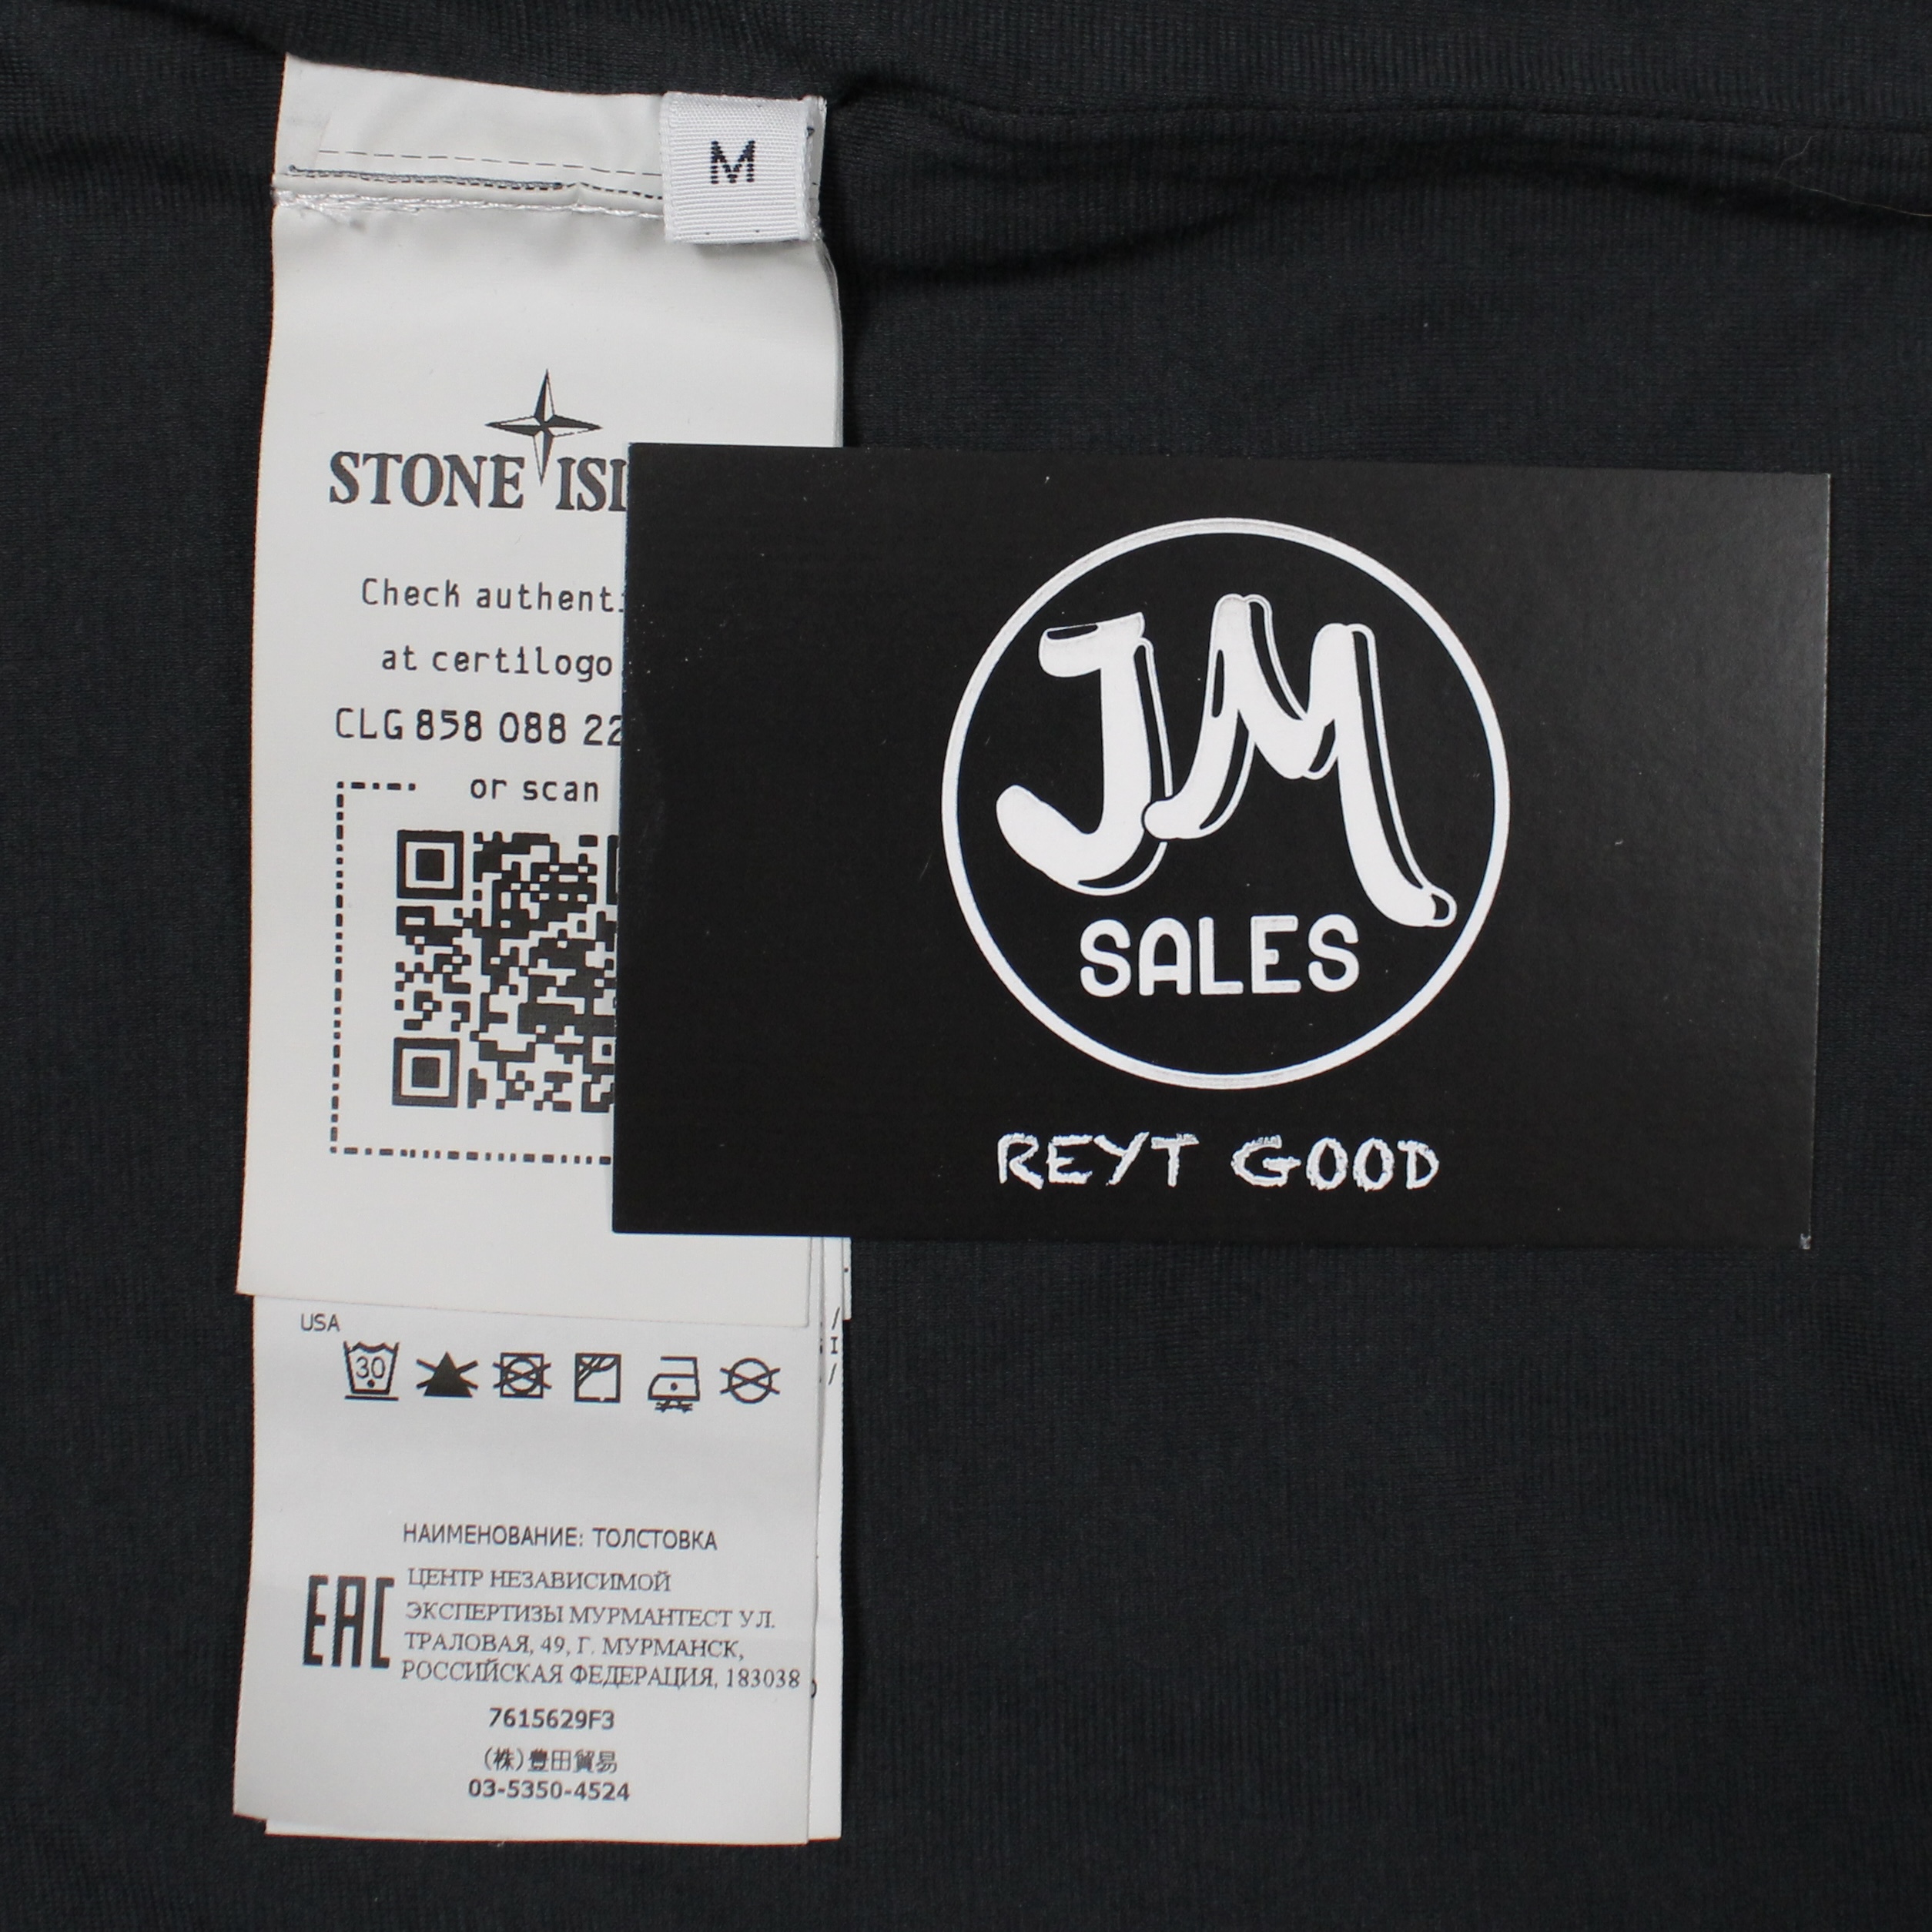 M
STONE ISL
Check authenti
at certilogo
CLG 858 088 22
or scan
JM
SALES
REYT GOOD
USA
30
НАИМЕНОВАНИЕ: ТОЛСТОВКА
EAC
ЦЕНТР НЕЗАВИСИМОЙ
ЭКСПЕРТИЗЫ МУРМАНТЕСТ УЛ.
ТРАЛОВАЯ, 49, Г. МУРМАНСК,
РОССИЙСКАЯ ФЕДЕРАЦИЯ, 183038
7615629F3
(株)豊田貿易
03-5350-4524